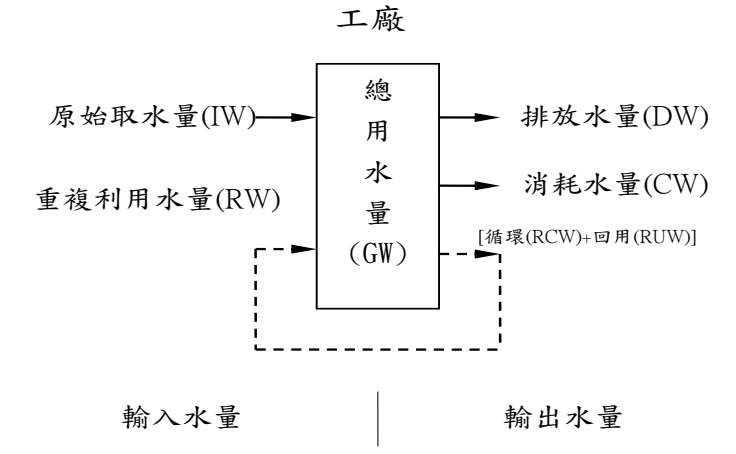 工廠
原始取水量(IW)
重複利用水量(RW)
總
用
水
量
(GW)
排放水量(DW)
消耗水量(CW)
[循環(RCW)+回用(RUW)]
輸入水量
輸出水量